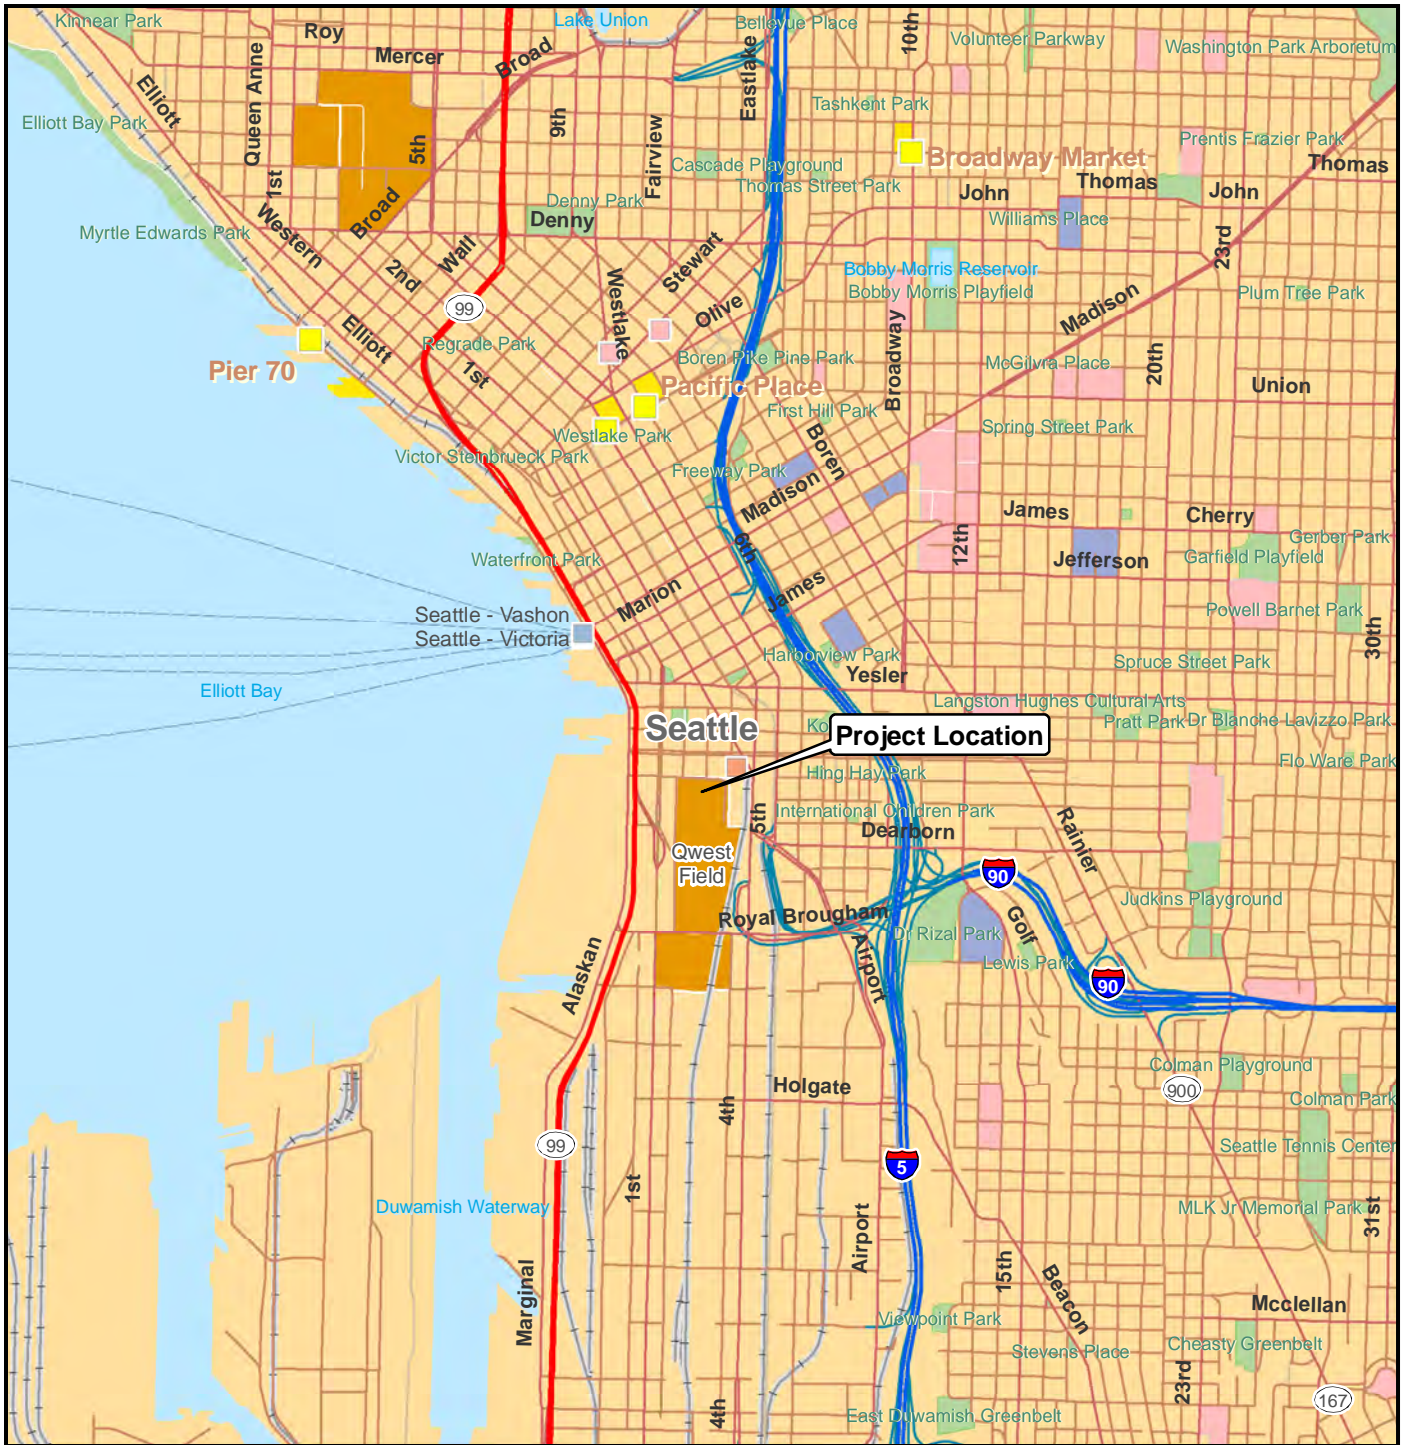 Kinnear Park
Roy
Lake Union
Bellevue Place
10th
Volunteer Parkway
Washington Park Arboretum
Mercer
Broad
Eastlake
Elliott
Queen Anne
Elliott Bay Park
5th
9th
Fairview
Tashkent Park
Prentis Frazier Park
Cascade Playground
Broadway Market
Thomas
1st
Thomas Street Park
John
Thomas
John
Denny Park
Denny
Broad
Western
Williams Place
Myrtle Edwards Park
Wall
Stewart
23rd
2nd
Bobby Morris Reservoir
Bobby Morris Playfield
Plum Tree Park
99
Westlake
Olive
Madison
Elliott
Regrade Park
Boren Pike Pine Park
Broadway
McGilvra Place
20th
Pier 70
1st
Pacific Place
Union
First Hill Park
Westlake Park
Spring Street Park
Victor Steinbrueck Park
Boren
Freeway Park
Madison
James
Cherry
12th
6th
Gerber Park
Waterfront Park
Jefferson
Garfield Playfield
Marion
James
Seattle - Vashon
Seattle - Victoria
Powell Barnet Park
30th
Harborview Park
Yesler
Spruce Street Park
Elliott Bay
Langston Hughes Cultural Arts
Seattle
Ko
Pratt Park
Dr Blanche Lavizzo Park
Project Location
Flo Ware Park
Hing Hay Park
International Children Park
5th
Dearborn
Rainier
Qwest
Field
90
Judkins Playground
Royal Brougham
Dr Rizal Park
Golf
Lewis Park
Airport
Alaskan
90
Colman Playground
Holgate
900
Colman Park
4th
99
Seattle Tennis Center
5
1st
Duwamish Waterway
MLK Jr Memorial Park
31st
Airport
15th
Beacon
Marginal
Mcclellan
Viewpoint Park
Stevens Place
Cheasty Greenbelt
23rd
4th
167
East Duwamish Greenbelt